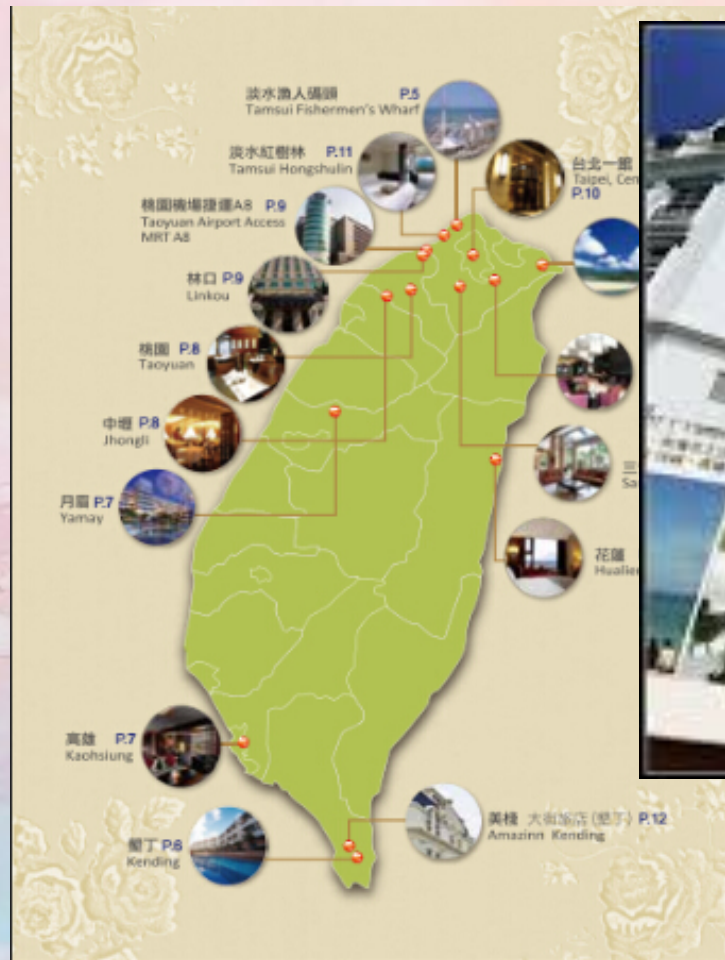 淡水漁人碼頭 P.5
Tamsui Fishermen's Wharf
淡水紅樹林 P.11
Tamsui Hongshulin
台北一館
Taipei, Cen
P.10
桃園機場捷運A8 P.9
Taoyuan Airport Access
MRT A8
林口 P.9
Linkou
桃園 P.8
Taoyuan
中壢 P.8
Jhongli
三
Sa
月眉 P.7
Yamay
花蓮
Hualien
高雄 P.7
Kaohsiung
美棧 大街旅店(墾丁) P.12
Amazinn Kending
墾丁 P.6
Kending